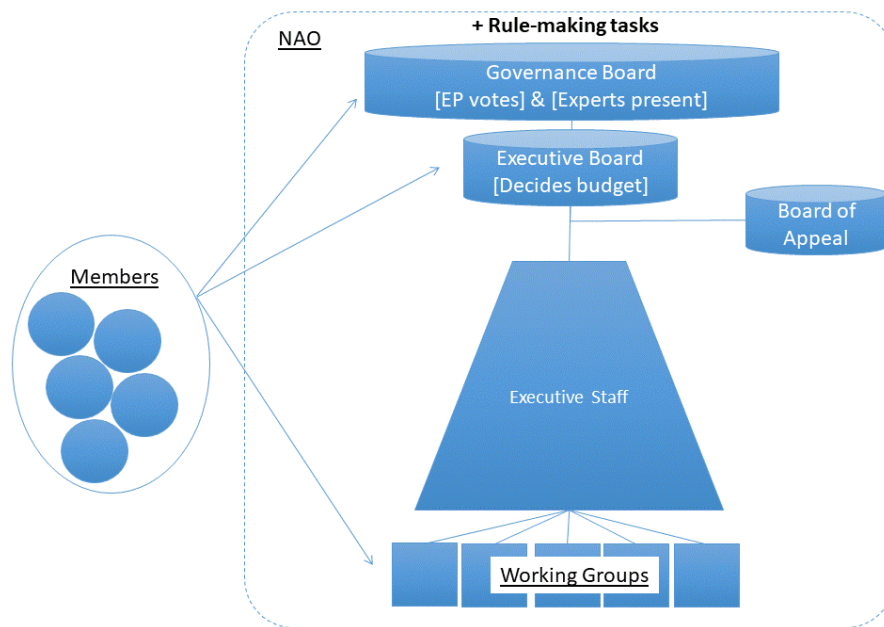 + Rule-making tasks
NAO
Governance Board
[EP votes] & [Experts present]
Executive Board
[Decides budget]
Board of
Appeal
Members
Executive Staff
Working Groups